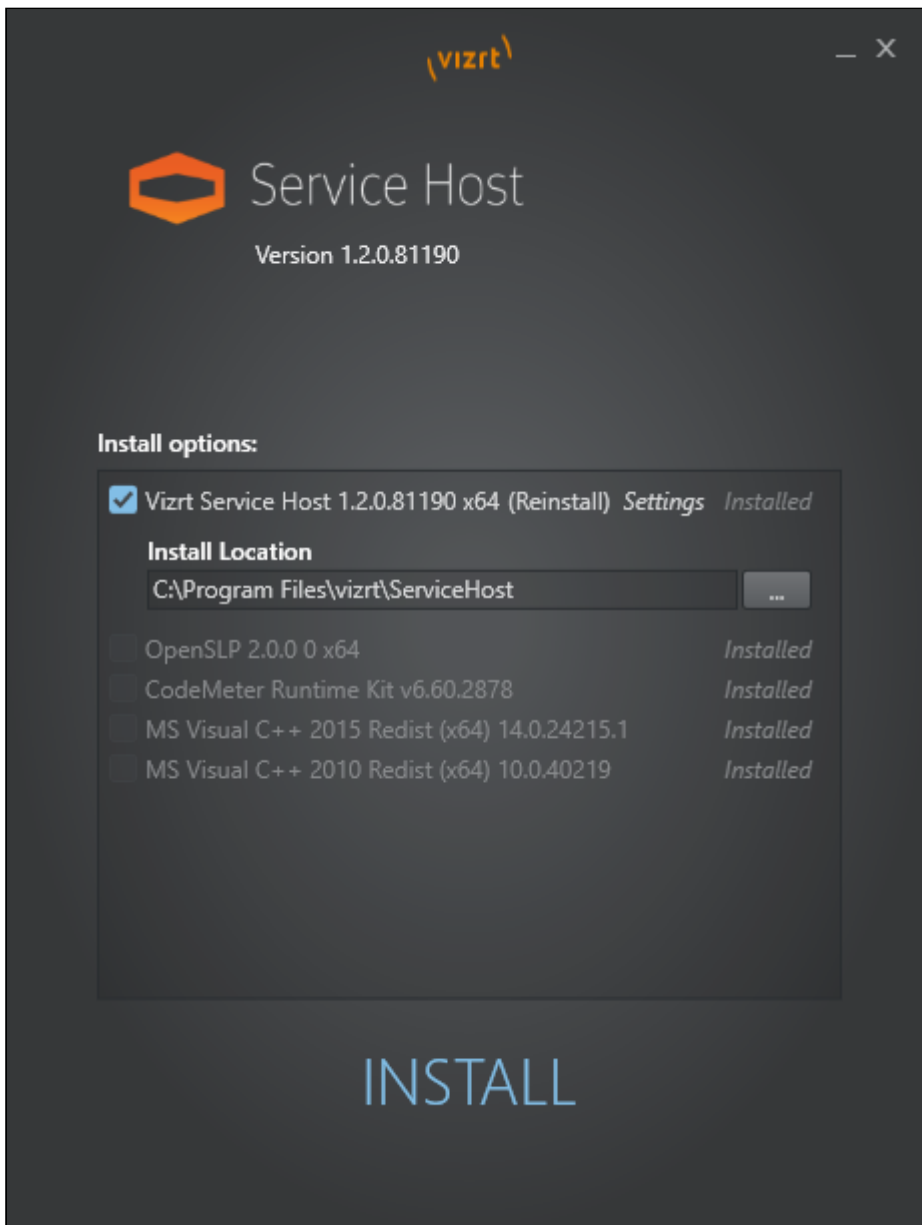 vizrt
Service Host
Version 1.2.0.81190
Install options:
Vizrt Service Host 1.2.0.81190 x64 (Reinstall) Settings Installed
Install Location
C:\Program Files\vizrt\ServiceHost
...
OpenSLP 2.0.0 0 x64 Installed
CodeMeter Runtime Kit v6.60.2878 Installed
MS Visual C++ 2015 Redist (x64) 14.0.24215.1 Installed
MS Visual C++ 2010 Redist (x64) 10.0.40219 Installed
INSTALL